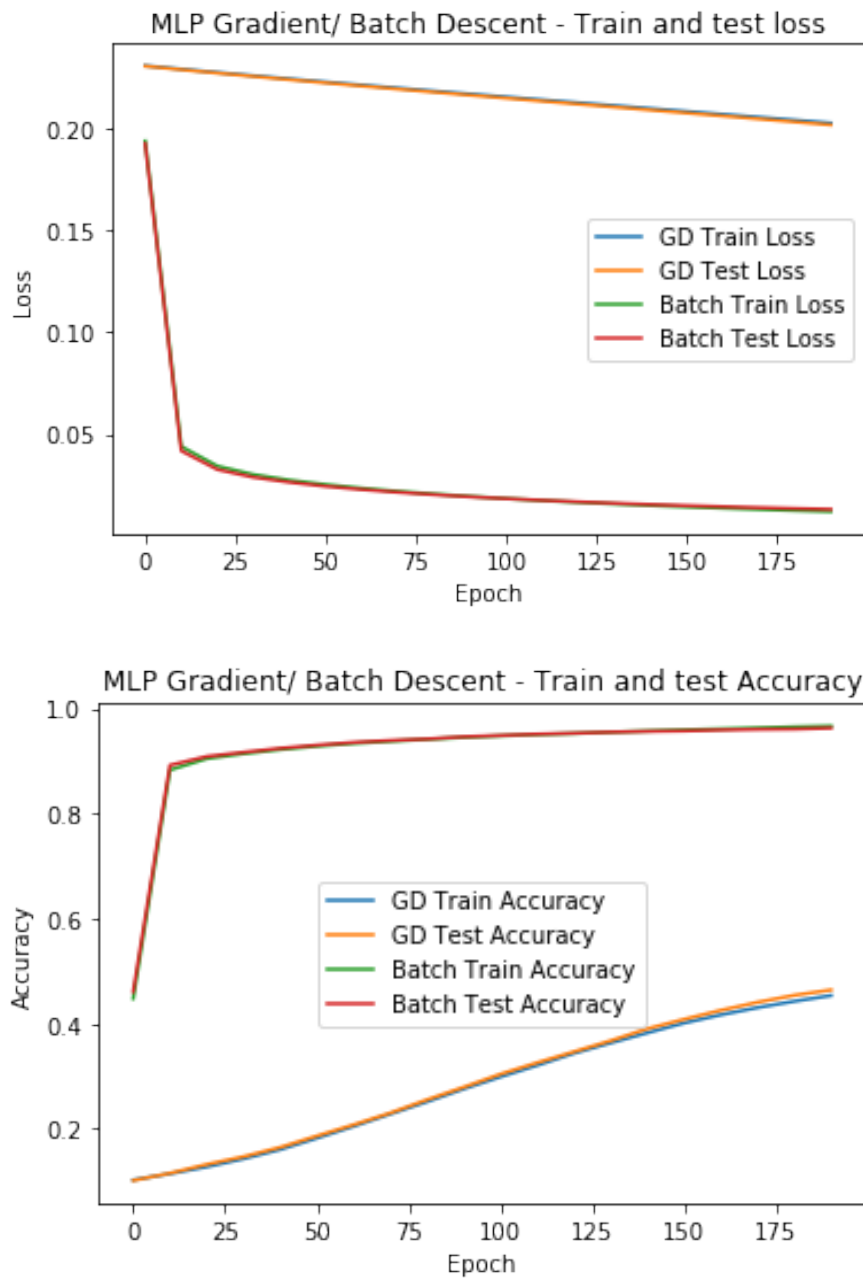 MLP Gradient/ Batch Descent - Train and test loss
0.20
0.15
0.10
0.05
Loss
GD Train Loss
GD Test Loss
Batch Train Loss
Batch Test Loss
0 25 50 75 100 125 150 175
Epoch
MLP Gradient/ Batch Descent - Train and test Accuracy
1.0
0.8
0.6
0.4
0.2
Accuracy
GD Train Accuracy
GD Test Accuracy
Batch Train Accuracy
Batch Test Accuracy
0 25 50 75 100 125 150 175
Epoch